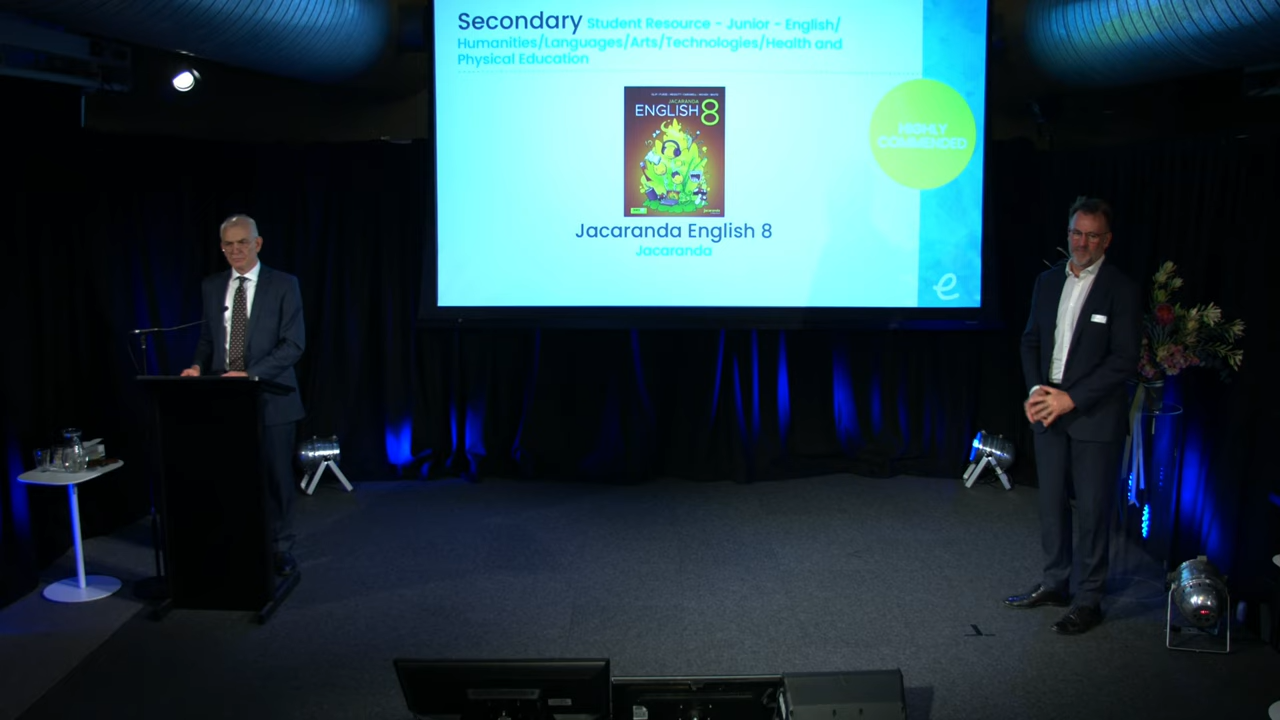 Secondary Student Resource - Junior - English/
Humanities/Languages/Arts/Technologies/Health and
Physical Education
JACARANDA
ENGLISH 8
HIGHLY
COMMENDED
Jacaranda English 8
Jacaranda
e